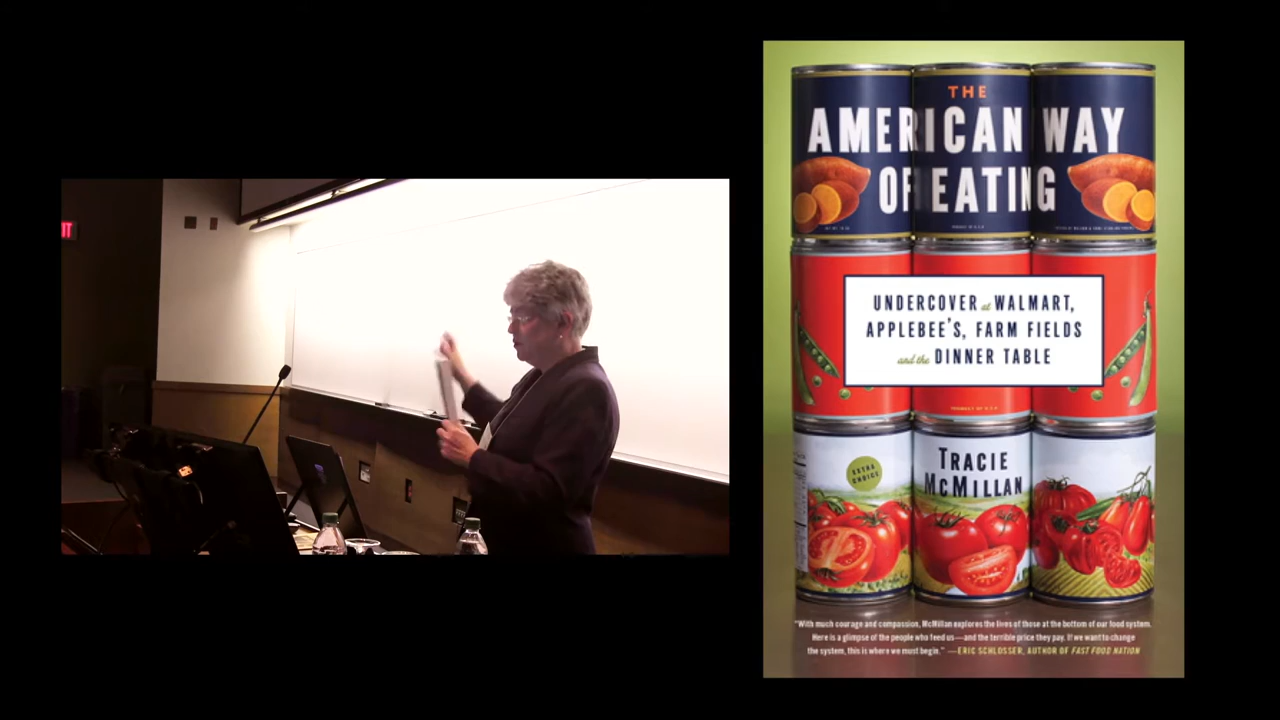 IT
THE
AMERICAN WAY
OF EATING
UNDERCOVER at WALMART,
APPLEBEE'S, FARM FIELDS
and the DINNER TABLE
EXTRA
CHOICE
TRACIE
McMILLAN
"With much courage and compassion, McMillan explores the lives of those at the bottom of our food system.
Here is a glimpse of the people who feed us—and the terrible price they pay. If we want to change
the system, this is where we must begin." —ERIC SCHLOSSER, AUTHOR OF FAST FOOD NATION